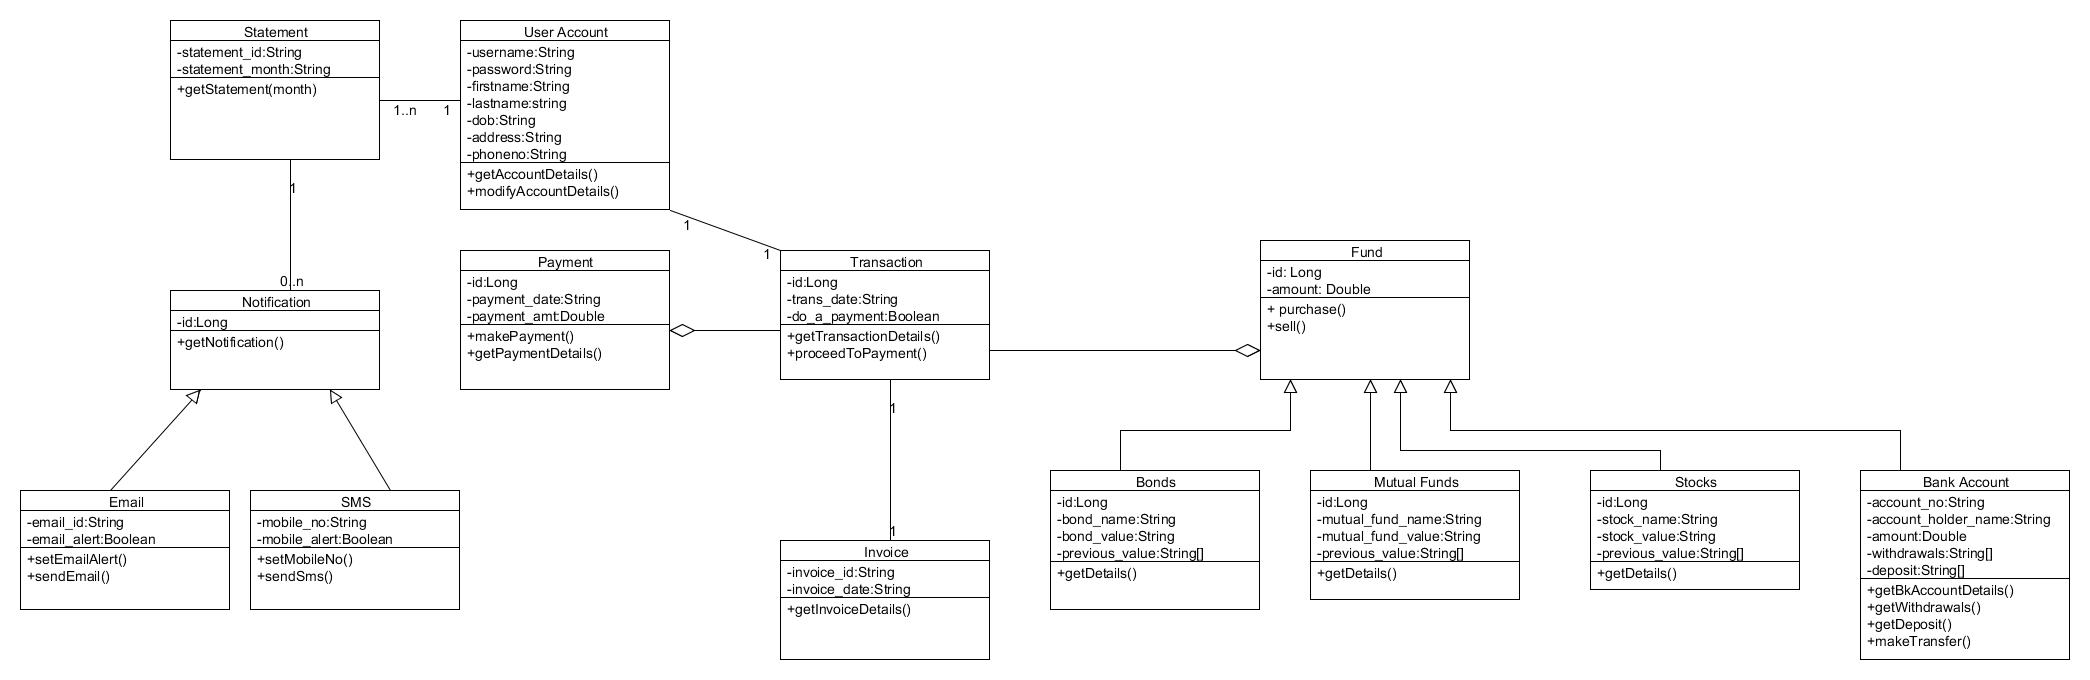 Statement
-statement_id:String
-statement_month:String
+getStatement(month)
1..n
1
User Account
-username:String
-password:String
-firstname:String
-lastname:string
-dob:String
-address:String
-phoneno:String
+getAccountDetails()
+modifyAccountDetails()
1
0..n
1
1
Notification
-id:Long
+getNotification()
Payment
-id:Long
-payment_date:String
-payment_amt:Double
+makePayment()
+getPaymentDetails()
Transaction
-id:Long
-trans_date:String
-do_a_payment:Boolean
+getTransactionDetails()
+proceedToPayment()
Fund
-id: Long
-amount: Double
+ purchase()
+sell()
1
1
Email
-email_id:String
-email_alert:Boolean
+setEmailAlert()
+sendEmail()
SMS
-mobile_no:String
-mobile_alert:Boolean
+setMobileNo()
+sendSms()
Invoice
-invoice_id:String
-invoice_date:String
+getInvoiceDetails()
Bonds
-id:Long
-bond_name:String
-bond_value:String
-previous_value:String[]
+getDetails()
Mutual Funds
-id:Long
-mutual_fund_name:String
-mutual_fund_value:String
-previous_value:String[]
+getDetails()
Stocks
-id:Long
-stock_name:String
-stock_value:String
-previous_value:String[]
+getDetails()
Bank Account
-account_no:String
-account_holder_name:String
-amount:Double
-withdrawals:String[]
-deposit:String[]
+getBkAccountDetails()
+getWithdrawals()
+getDeposit()
+makeTransfer()